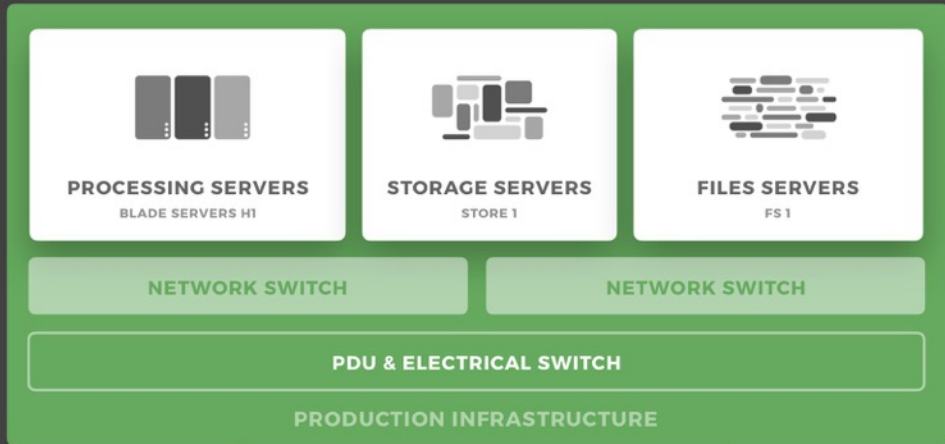 PROCESSING SERVERS
BLADE SERVERS H1
STORAGE SERVERS
STORE 1
FILES SERVERS
FS 1
NETWORK SWITCH
NETWORK SWITCH
PDU & ELECTRICAL SWITCH
PRODUCTION INFRASTRUCTURE